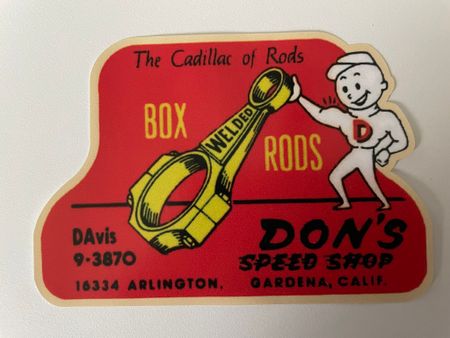 The Cadillac of Rods
BOX
WELDED
RODS
D
DAvis
9-3870
DON'S
SPEED SHOP
16334 ARLINGTON, GARDENA, CALIF.